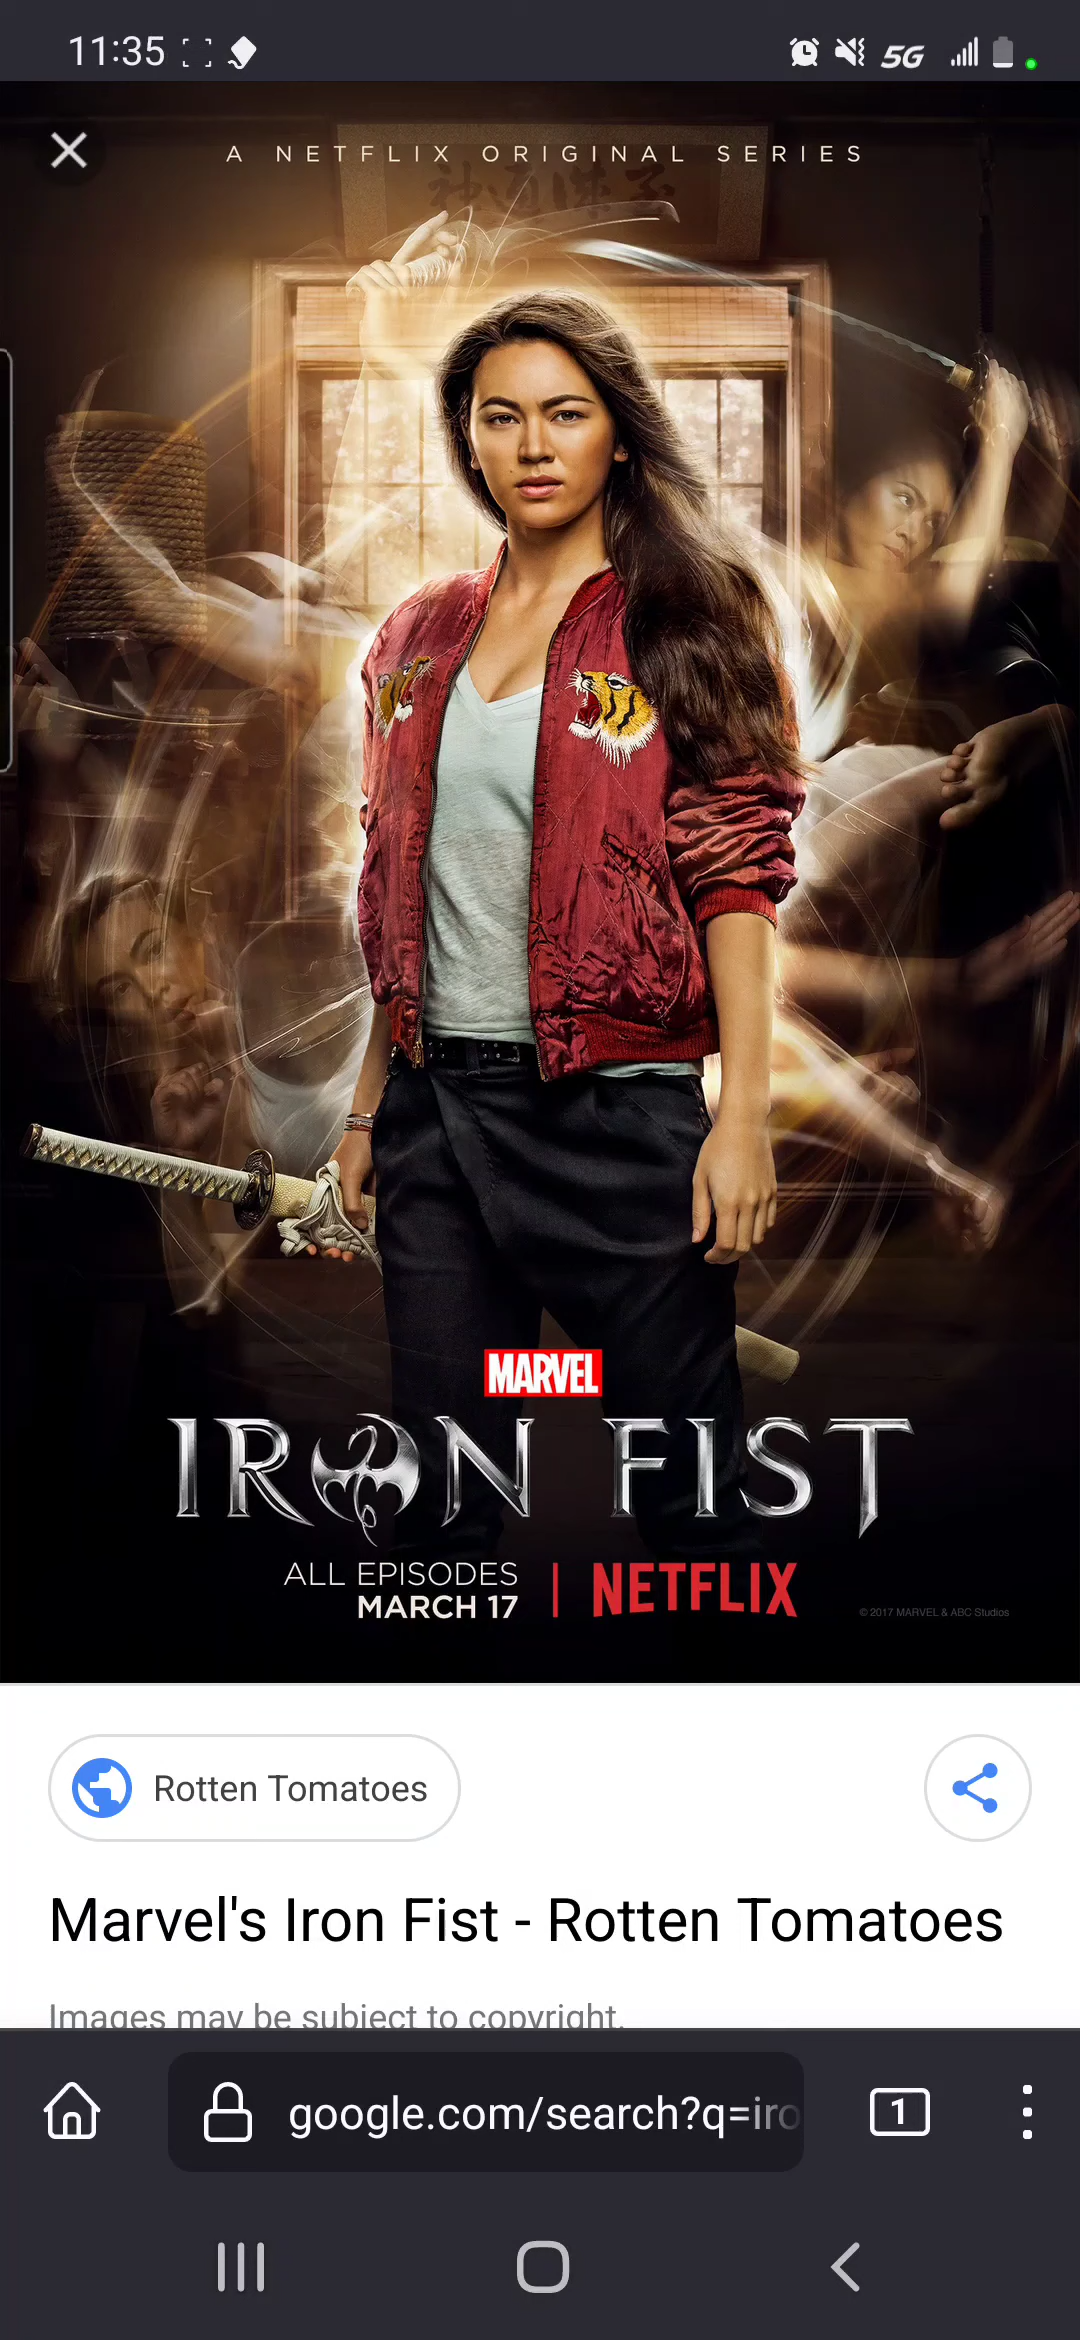 11:35
5G
A NETFLIX ORIGINAL SERIES
MARVEL
IRON FIST
ALL EPISODES
MARCH 17
NETFLIX
© 2017 MARVEL & ABC Studios
Rotten Tomatoes
Marvel's Iron Fist - Rotten Tomatoes
Images may be subject to copyright.
google.com/search?q=iro
1